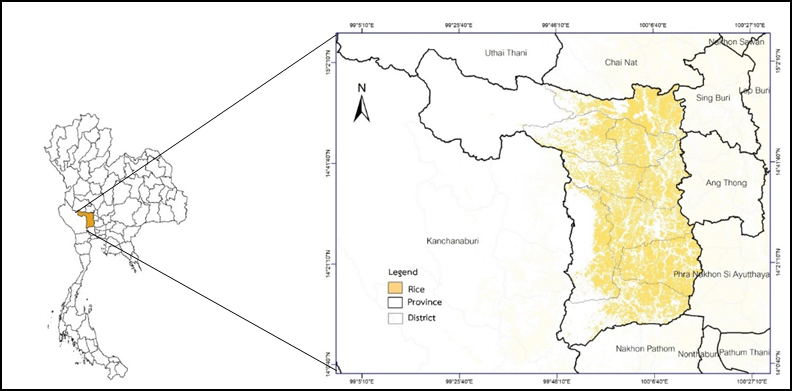 99°5'10"E 99°25'40"E 99°46'10"E 100°6'40"E 100°27'10"E
Nakhon Sawan
Uthai Thani
Chai Nat
N
Sing Buri
Lop Buri
Ang Thong
Kanchanaburi
Phra Nakhon Si Ayutthaya
Legend
Rice
Province
District
Nakhon Pathom
Nonthaburi
Pathum Thani
99°5'10"E 99°25'40"E 99°46'10"E 100°6'40"E 100°27'10"E